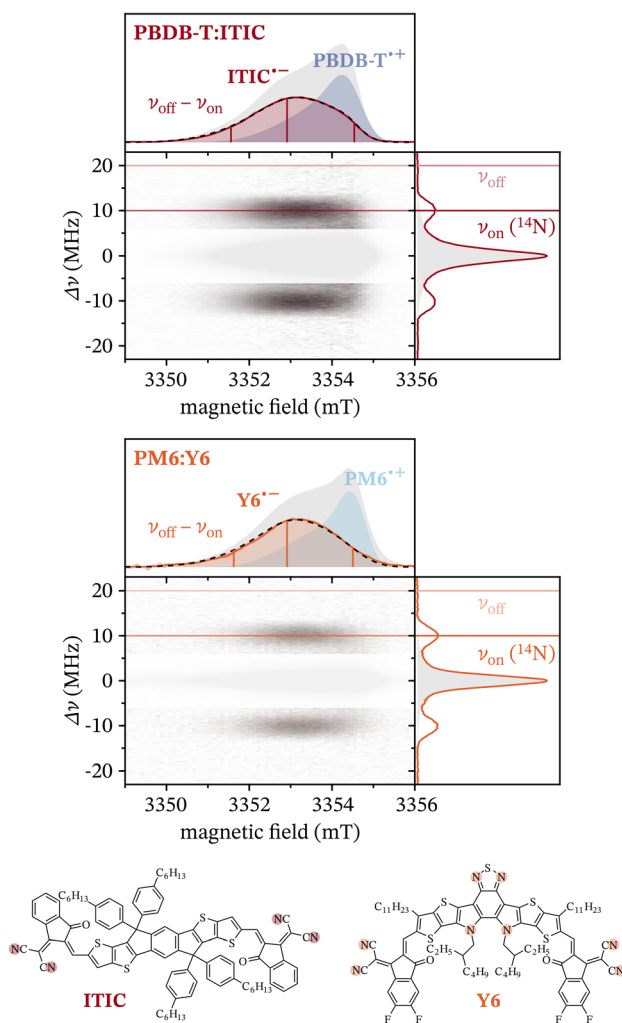 PBDB-T:ITIC
PBDB-T•+
ITIC•−
νoff − νon
20
10
0
-10
-20
Δν (MHz)
νoff
νon (14N)
3350 3352 3354 3356
magnetic field (mT)
PM6:Y6
PM6•+
Y6•−
νoff − νon
20
10
0
-10
-20
Δν (MHz)
νoff
νon (14N)
3350 3352 3354 3356
magnetic field (mT)
C6H13
C6H13
O
S
S
NC
CN
CN
NC
S
S
O
C6H13
C6H13
ITIC
S
N N
C11H23
S
S
S
S
C11H23
N N
CN
NC
O
C2H5
C4H9
C2H5
C4H9
O
NC
CN
F F
F F
Y6